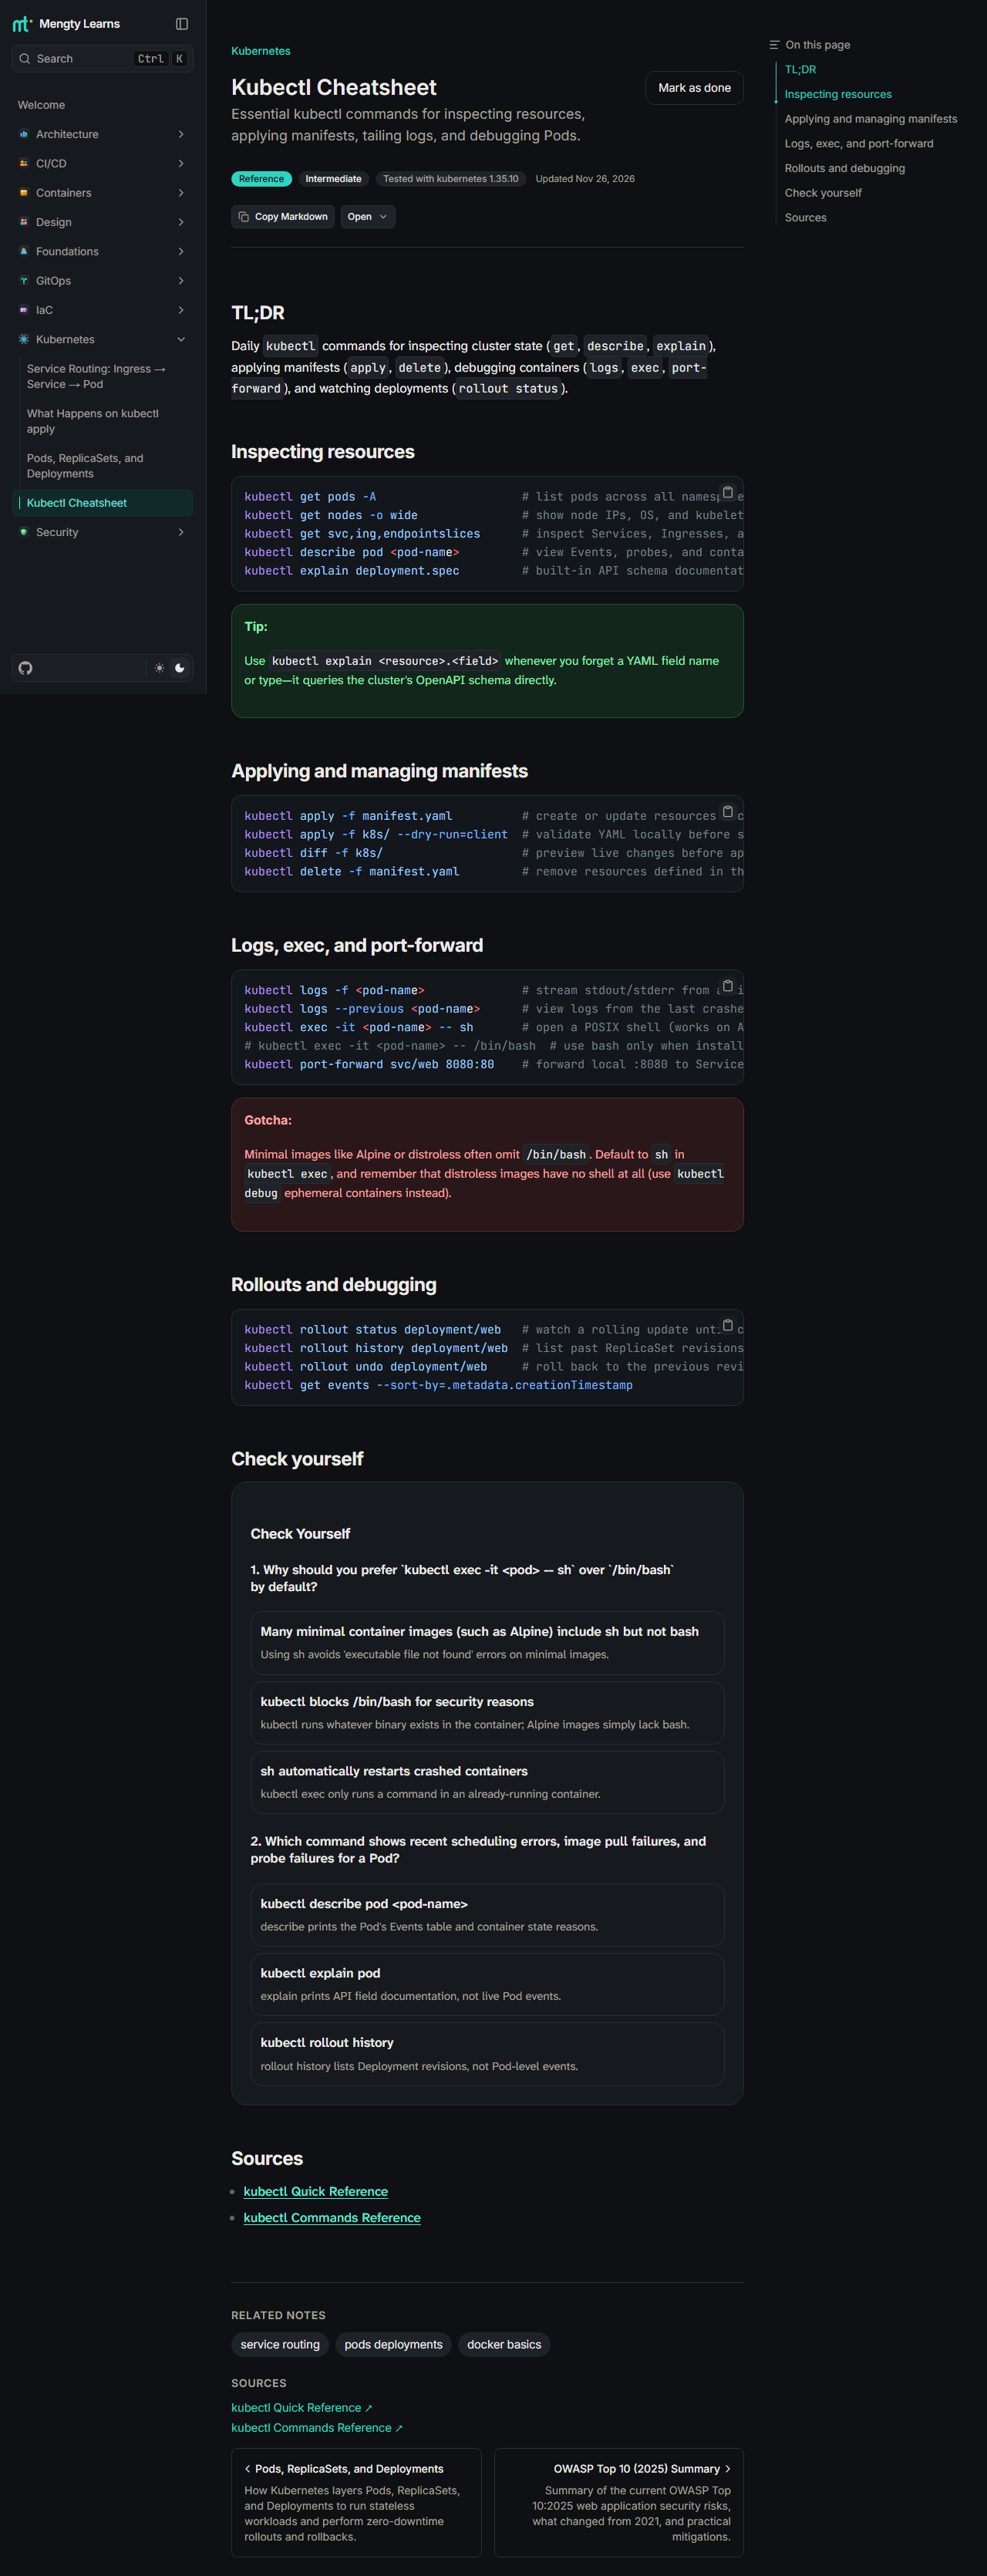 Mengty Learns
Search
Ctrl K
Welcome
Architecture
CI/CD
Containers
Design
Foundations
GitOps
IaC
Kubernetes
Service Routing: Ingress →
Service → Pod
What Happens on kubectl
apply
Pods, ReplicaSets, and
Deployments
Kubectl Cheatsheet
Security
Kubernetes
Kubectl Cheatsheet
Mark as done
Essential kubectl commands for inspecting resources,
applying manifests, tailing logs, and debugging Pods.
Reference Intermediate Tested with kubernetes 1.35.10 Updated Nov 26, 2026
Copy Markdown Open
TL;DR
Daily kubectl commands for inspecting cluster state (get, describe, explain),
applying manifests (apply, delete), debugging containers (logs, exec, port-
forward), and watching deployments (rollout status).
Inspecting resources
kubectl get pods -A # list pods across all namesp
kubectl get nodes -o wide # show node IPs, OS, and kubelet
kubectl get svc,ing,endpointslices # inspect Services, Ingresses, a
kubectl describe pod <pod-name> # view Events, probes, and conta
kubectl explain deployment.spec # built-in API schema documentat
Tip:
Use kubectl explain <resource>.<field> whenever you forget a YAML field name
or type—it queries the cluster's OpenAPI schema directly.
Applying and managing manifests
kubectl apply -f manifest.yaml # create or update resources
kubectl apply -f k8s/ --dry-run=client # validate YAML locally before s
kubectl diff -f k8s/ # preview live changes before ap
kubectl delete -f manifest.yaml # remove resources defined in th
Logs, exec, and port-forward
kubectl logs -f <pod-name> # stream stdout/stderr from
kubectl logs --previous <pod-name> # view logs from the last crashe
kubectl exec -it <pod-name> -- sh # open a POSIX shell (works on A
# kubectl exec -it <pod-name> -- /bin/bash # use bash only when install
kubectl port-forward svc/web 8080:80 # forward local :8080 to Service
Gotcha:
Minimal images like Alpine or distroless often omit /bin/bash. Default to sh in
kubectl exec, and remember that distroless images have no shell at all (use kubectl
debug ephemeral containers instead).
Rollouts and debugging
kubectl rollout status deployment/web # watch a rolling update
kubectl rollout history deployment/web # list past ReplicaSet revisions
kubectl rollout undo deployment/web # roll back to the previous revi
kubectl get events --sort-by=.metadata.creationTimestamp
Check yourself
Check Yourself
1. Why should you prefer `kubectl exec -it <pod> -- sh` over `/bin/bash`
by default?
Many minimal container images (such as Alpine) include sh but not bash
Using sh avoids 'executable file not found' errors on minimal images.
kubectl blocks /bin/bash for security reasons
kubectl runs whatever binary exists in the container; Alpine images simply lack bash.
sh automatically restarts crashed containers
kubectl exec only runs a command in an already-running container.
2. Which command shows recent scheduling errors, image pull failures, and
probe failures for a Pod?
kubectl describe pod <pod-name>
describe prints the Pod's Events table and container state reasons.
kubectl explain pod
explain prints API field documentation, not live Pod events.
kubectl rollout history
rollout history lists Deployment revisions, not Pod-level events.
Sources
kubectl Quick Reference
kubectl Commands Reference
RELATED NOTES
service routing pods deployments docker basics
SOURCES
kubectl Quick Reference ↗
kubectl Commands Reference ↗
Pods, ReplicaSets, and Deployments
How Kubernetes layers Pods, ReplicaSets,
and Deployments to run stateless
workloads and perform zero-downtime
rollouts and rollbacks.
OWASP Top 10 (2025) Summary
Summary of the current OWASP Top
10:2025 web application security risks,
what changed from 2021, and practical
mitigations.
On this page
TL;DR
Inspecting resources
Applying and managing manifests
Logs, exec, and port-forward
Rollouts and debugging
Check yourself
Sources